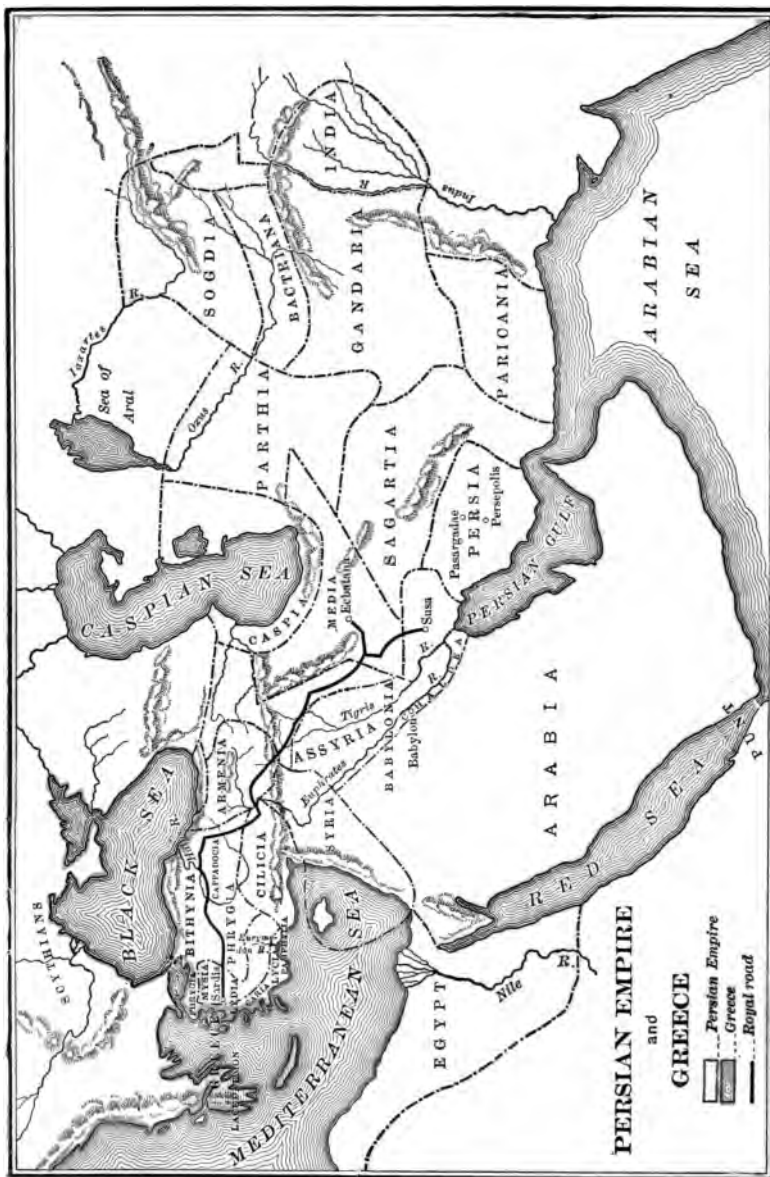 SCYTHIANS
BLACK SEA
CASPIAN SEA
Sea of
Aral
Iaxartes R.
Oxus R.
SOGDIA
BACTRIANA
INDIA
GANDARIA
Indus R
PARTHIA
PARICANIA
SAGARTIA
MEDIA
Ecbatana
CASPIA
ARMENIA
BITHYNIA
CAPPADOCIA
PHRYGIA
MYSIA
Sardis
CARIA
CILICIA
ASSYRIA
Tigris R.
Euphrates R.
SYRIA
BABYLONIA
Babylon
Susa
Pasargadae
PERSIA
Persepolis
PERSIAN GULF
ARABIAN
SEA
ARABIA
RED SEA
PUNT
MEDITERRANEAN SEA
EGYPT
Nile R.
PERSIAN EMPIRE
and
GREECE
Persian Empire
Greece
Royal road